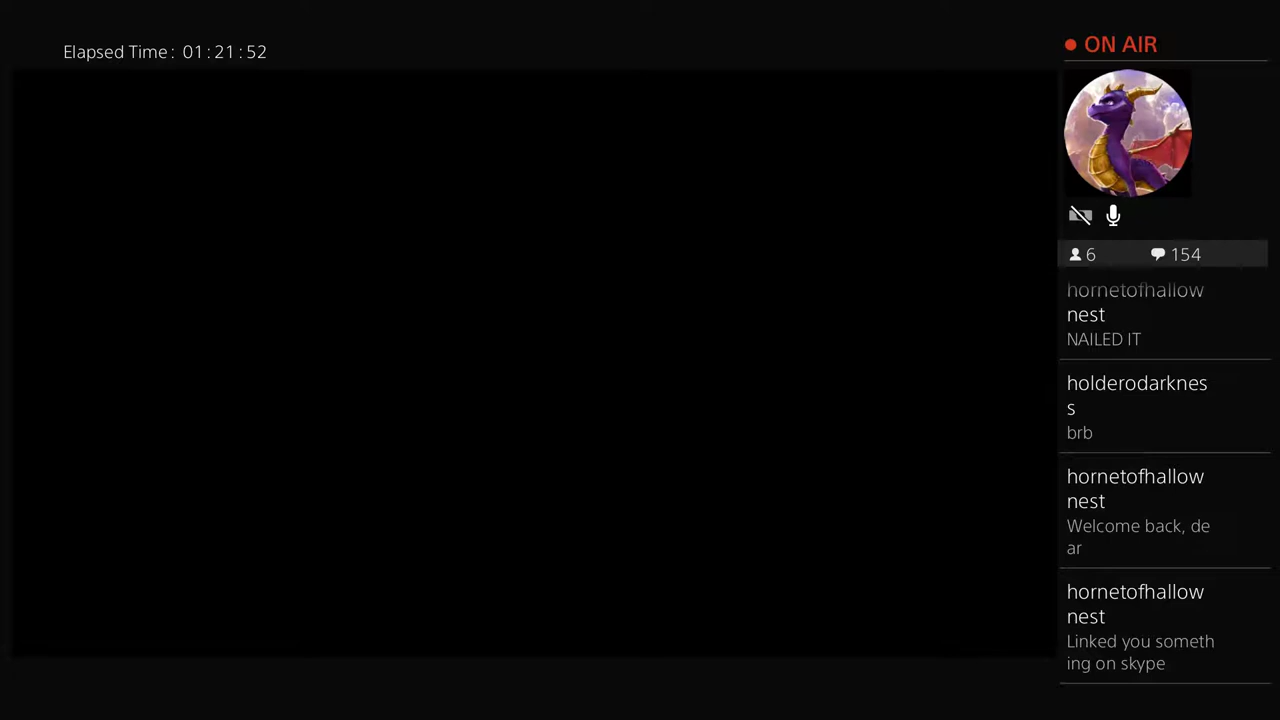 Elapsed Time: 01:21:52
ON AIR
6 154
hornetofhallow
nest
NAILED IT
holderodarknes
s
brb
hornetofhallow
nest
Welcome back, de
ar
hornetofhallow
nest
Linked you someth
ing on skype